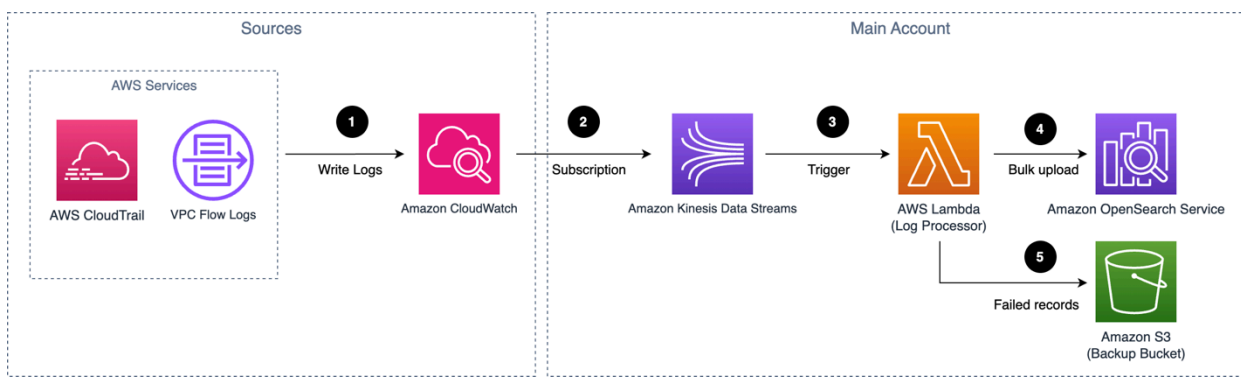 Sources
Main Account
AWS Services
1
2
3
4
Write Logs
Subscription
Trigger
Bulk upload
AWS CloudTrail
VPC Flow Logs
Amazon CloudWatch
Amazon Kinesis Data Streams
AWS Lambda
(Log Processor)
Amazon OpenSearch Service
5
Failed records
Amazon S3
(Backup Bucket)